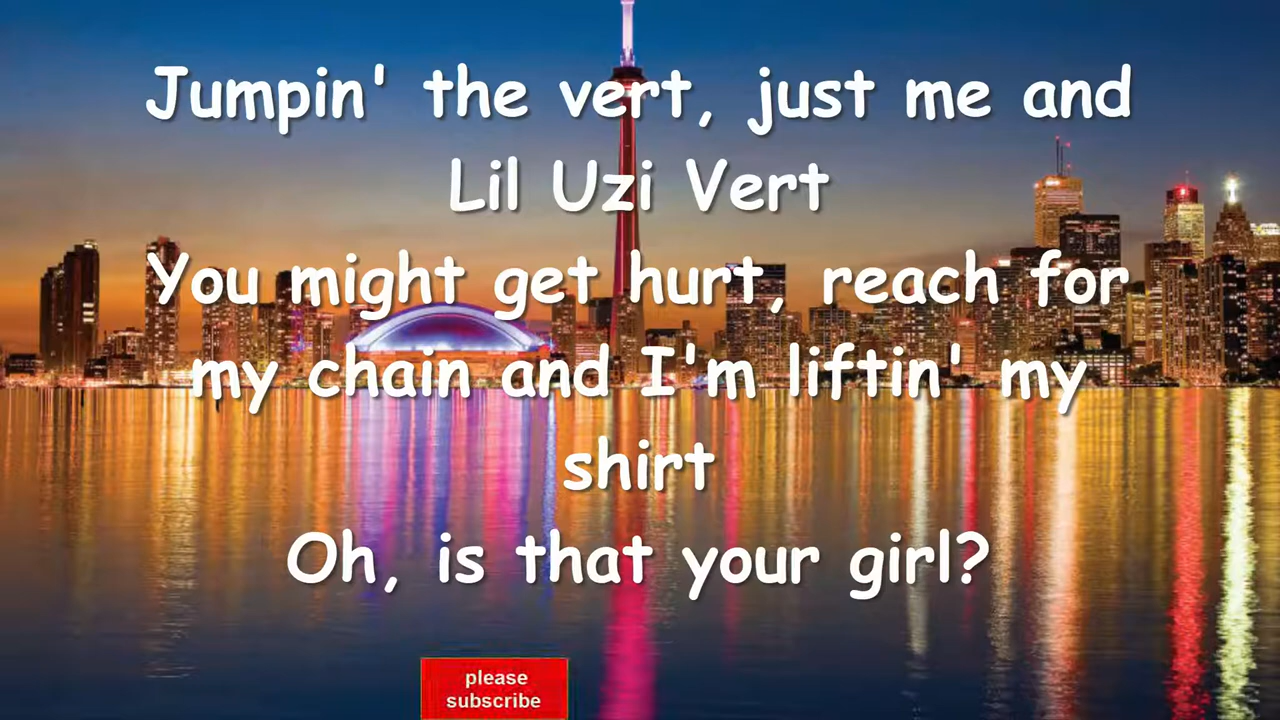 Jumpin' the vert, just me and
Lil Uzi Vert
You might get hurt, reach for
my chain and I'm liftin' my
shirt
Oh, is that your girl?
please
subscribe